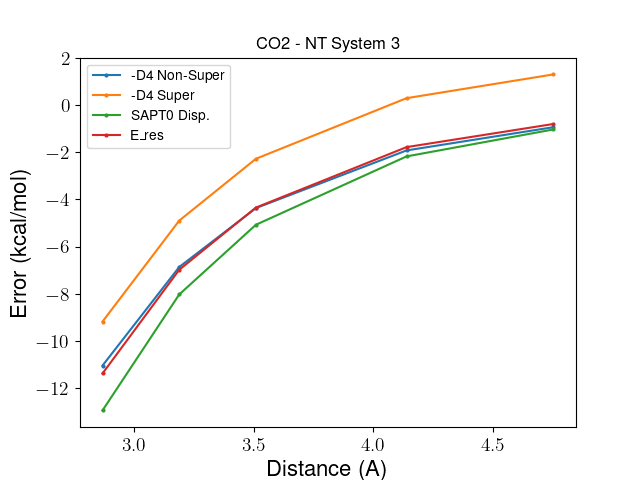 CO2 - NT System 3
-D4 Non-Super
-D4 Super
SAPT0 Disp.
E_res
2
0
−2
−4
−6
−8
−10
−12
Error (kcal/mol)
3.0 3.5 4.0 4.5
Distance (A)